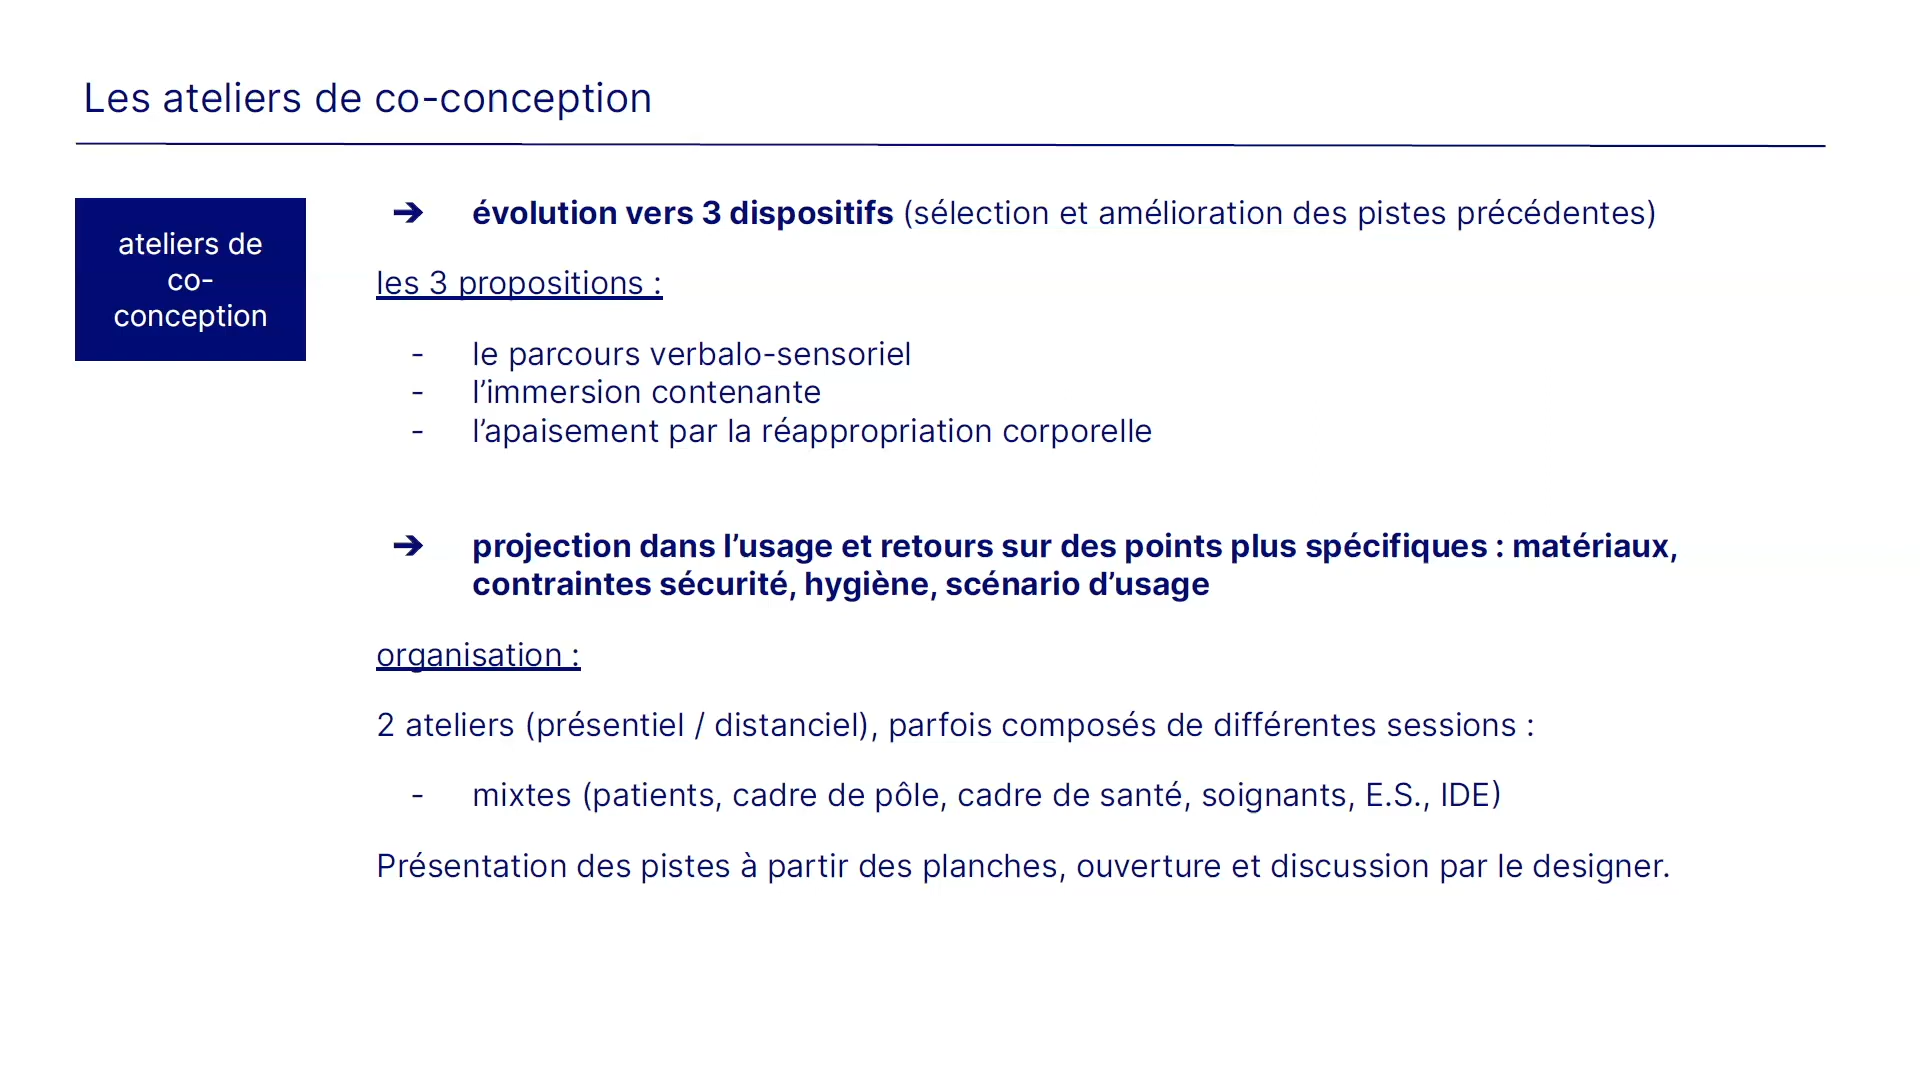 Les ateliers de co-conception
ateliers de
co-
conception
➔ évolution vers 3 dispositifs (sélection et amélioration des pistes précédentes)
les 3 propositions :
- le parcours verbalo-sensoriel
- l’immersion contenante
- l’apaisement par la réappropriation corporelle
➔ projection dans l’usage et retours sur des points plus spécifiques : matériaux,
contraintes sécurité, hygiène, scénario d’usage
organisation :
2 ateliers (présentiel / distanciel), parfois composés de différentes sessions :
- mixtes (patients, cadre de pôle, cadre de santé, soignants, E.S., IDE)
Présentation des pistes à partir des planches, ouverture et discussion par le designer.